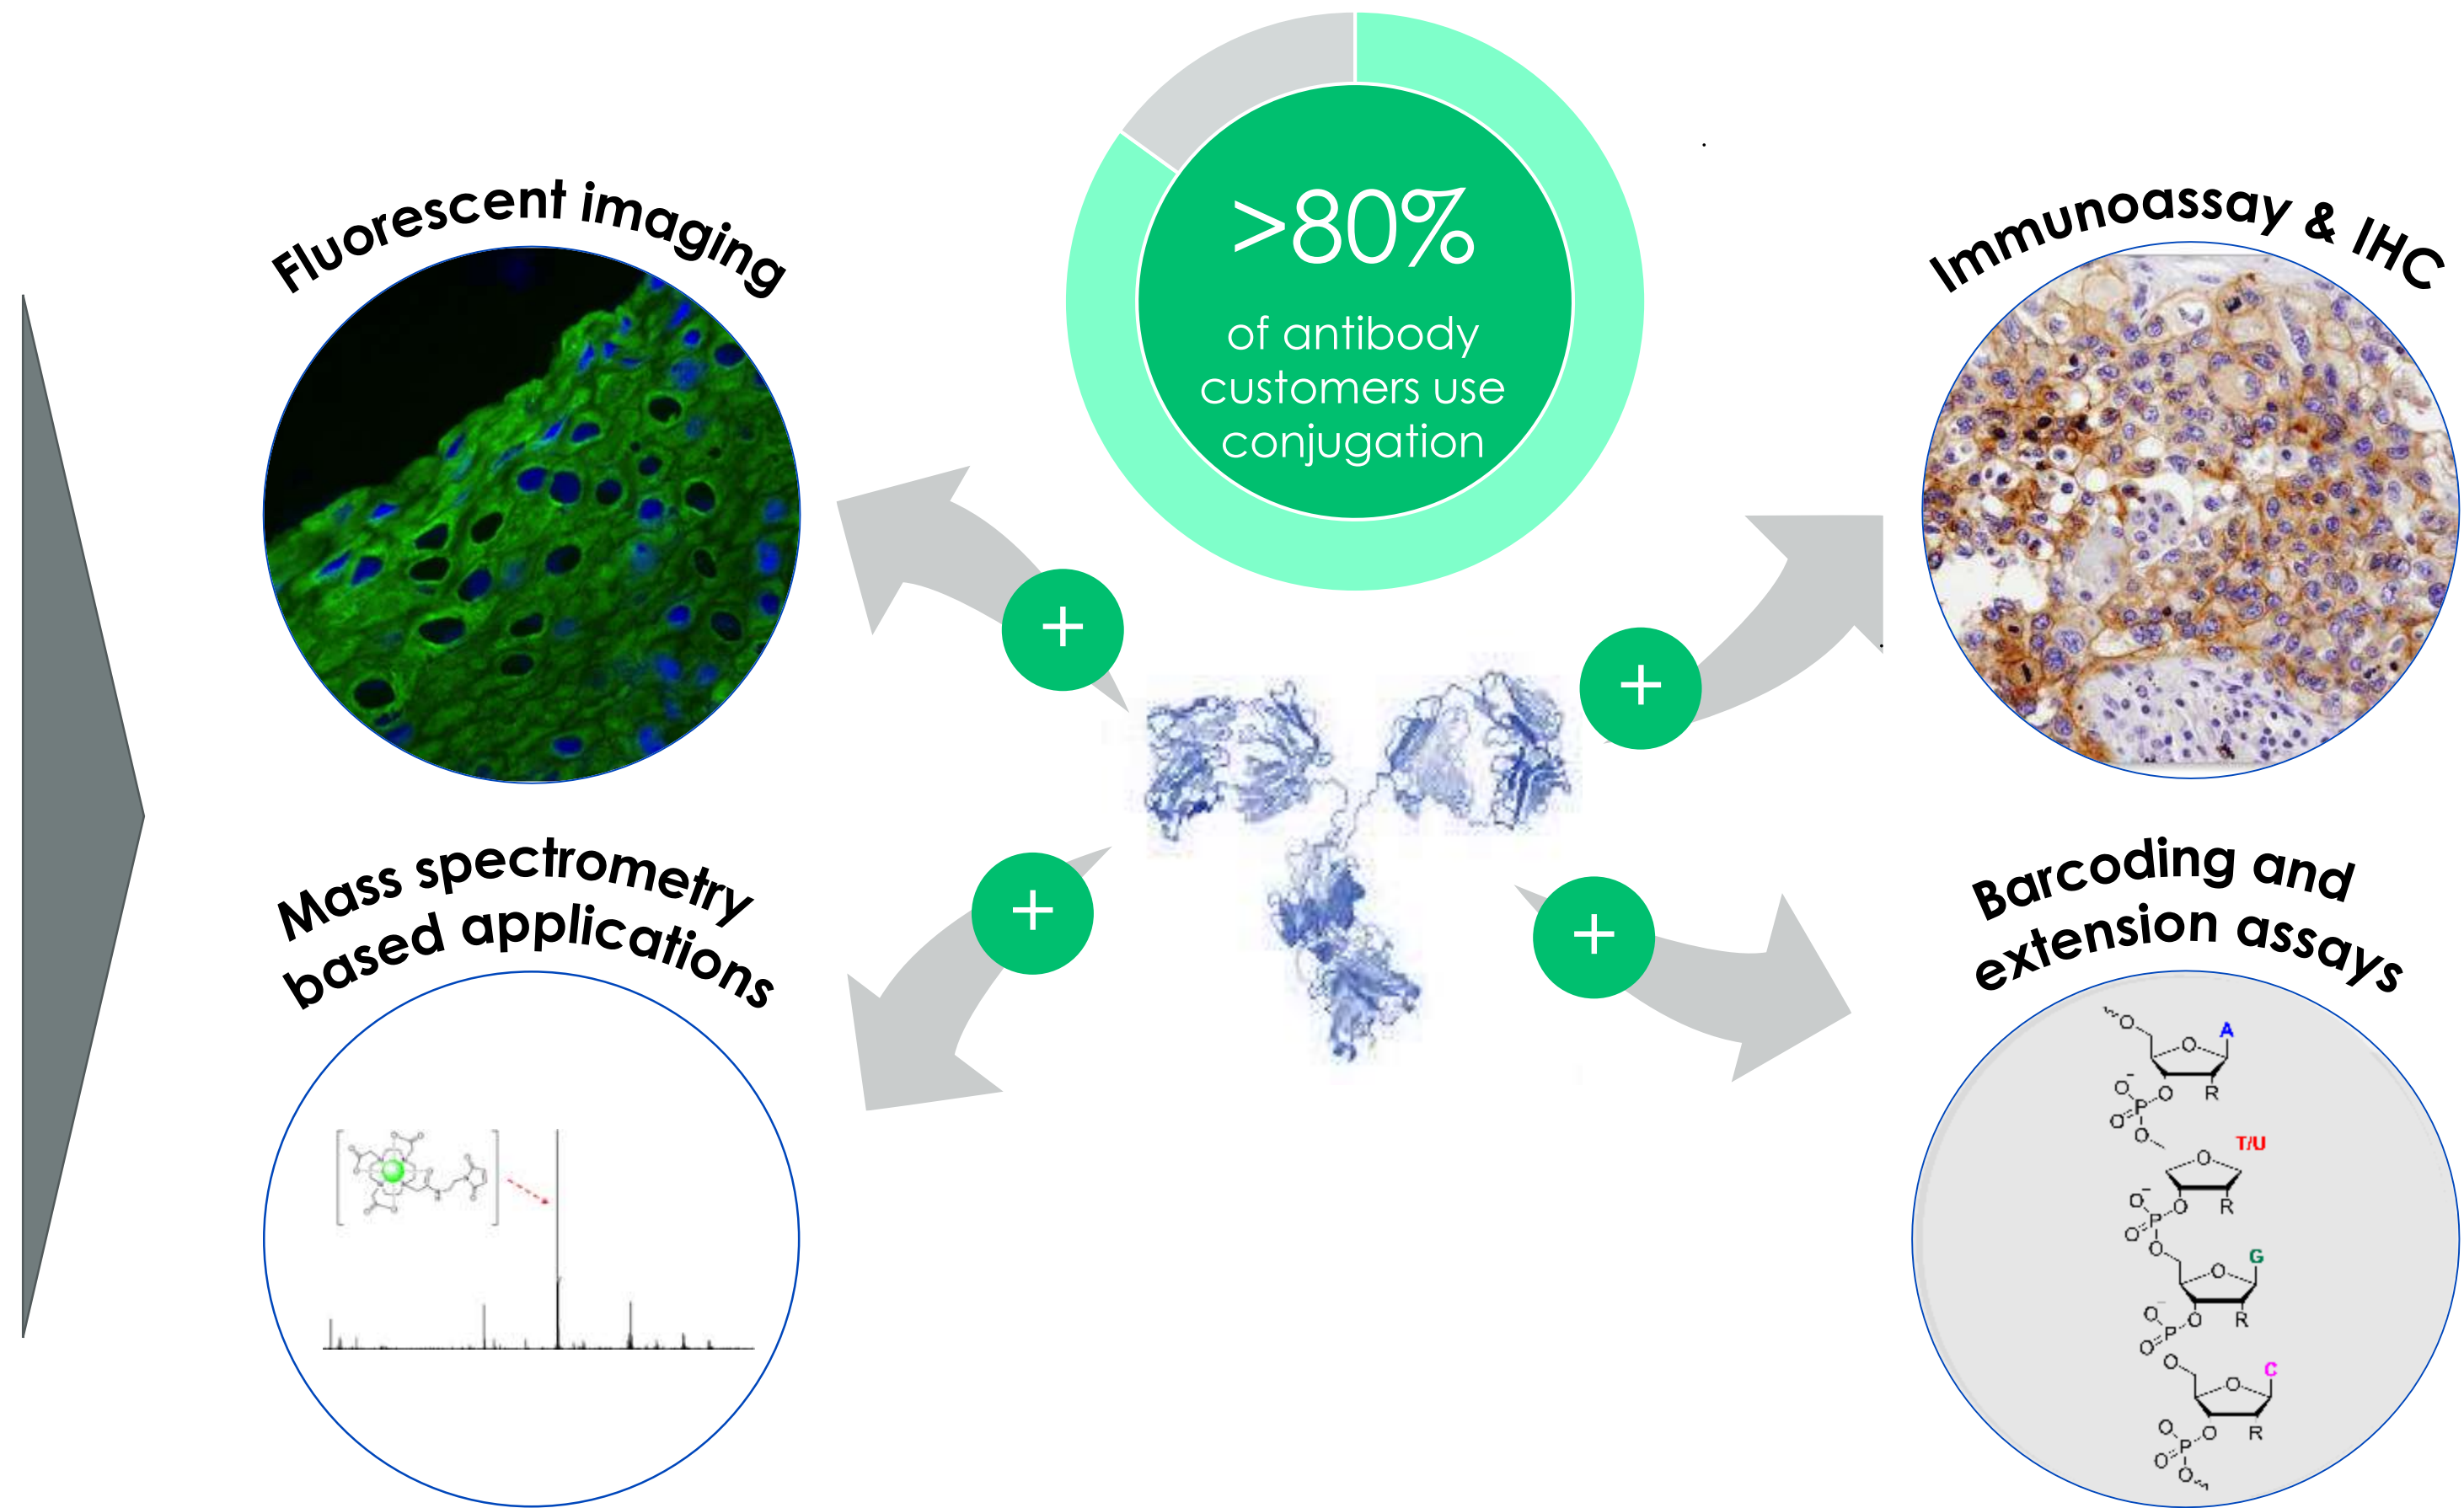 >80%
of antibody
customers use
conjugation
Fluorescent imaging
Immunoassay & IHC
+
+
+
+
Mass spectrometry
based applications
Barcoding and
extension assays
O
O
A
O⁻
O
P
O
R
O
T/U
O
O⁻
O
P
O
R
O
G
O
O⁻
O
P
O
R
O
C
O
O
O
P
O
R
O